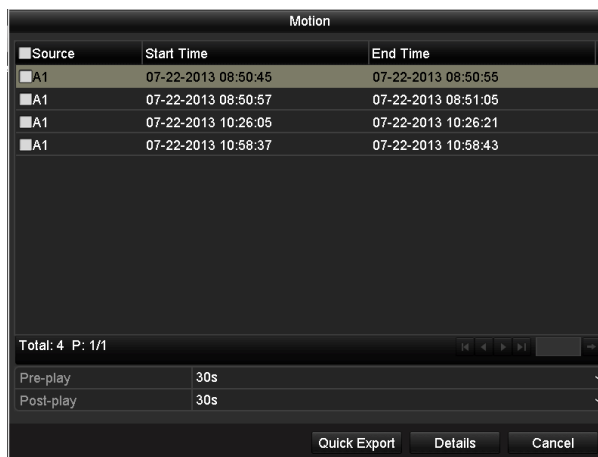 Motion
Source Start Time End Time
A1 07-22-2013 08:50:45 07-22-2013 08:50:55
A1 07-22-2013 08:50:57 07-22-2013 08:51:05
A1 07-22-2013 10:26:05 07-22-2013 10:26:21
A1 07-22-2013 10:58:37 07-22-2013 10:58:43
Total: 4 P: 1/1
Pre-play 30s
Post-play 30s
Quick Export Details Cancel